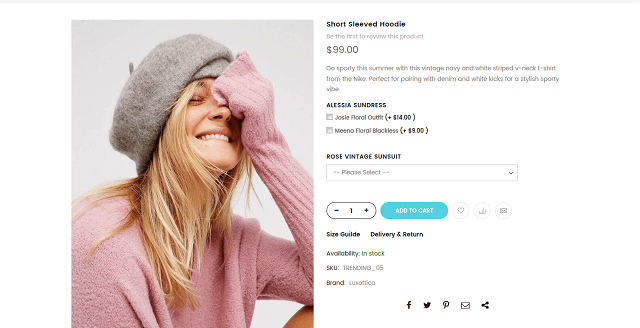 Short Sleeved Hoodie
Be the first to review this product
$99.00
Go sporty this summer with this vintage navy and white striped v-neck t-shirt
from the Nike. Perfect for pairing with denim and white kicks for a stylish sporty
vibe.
ALESSIA SUNDRESS
Josie Floral Outfit (+ $14.00 )
Meena Floral Blackless (+ $9.00 )
ROSE VINTAGE SUNSUIT
-- Please Select --
- 1 +
ADD TO CART
Size Guilde Delivery & Return
Availability: In stock
SKU: TRENDING_05
Brand: Luxottica